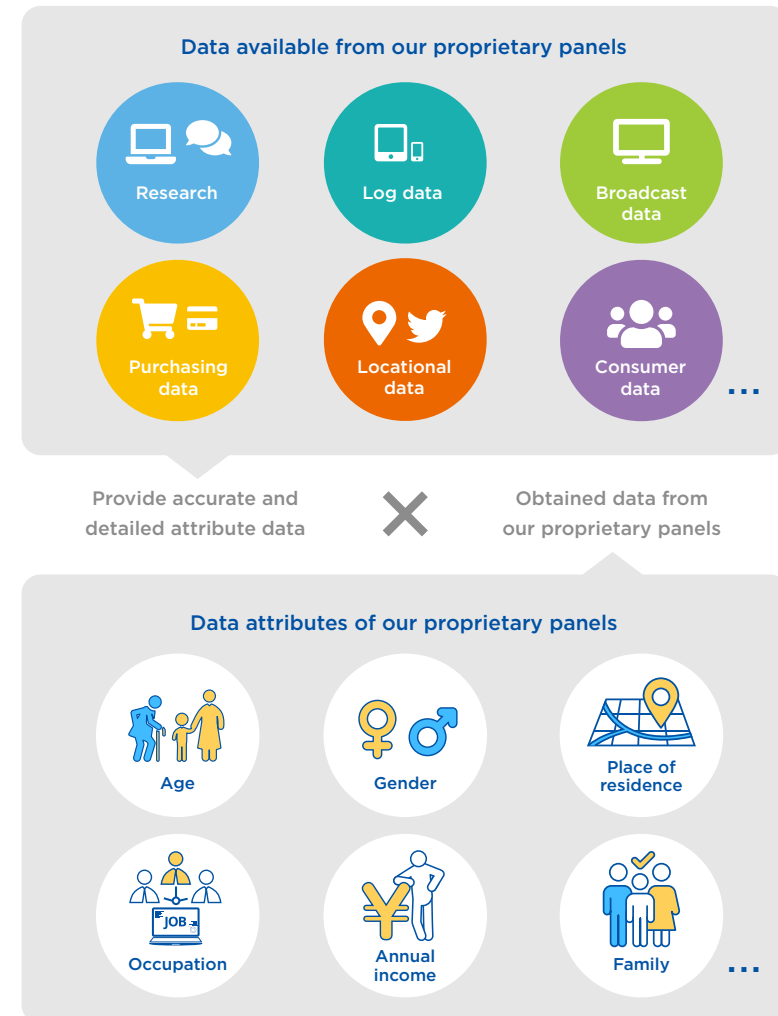 Data available from our proprietary panels
Research
Log data
Broadcast
data
Purchasing
data
Locational
data
Consumer
data
...
Provide accurate and
detailed attribute data
Obtained data from
our proprietary panels
Data attributes of our proprietary panels
Age
Gender
Place of
residence
JOB
Occupation
¥
Annual
income
Family
...